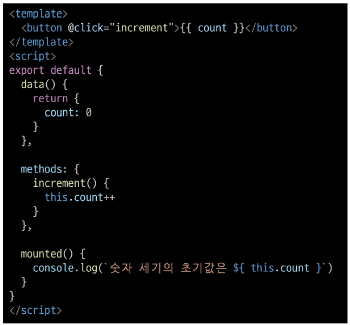 <template>
  <button @click="increment">{{ count }}</button>
</template>
<script>
export default {
  data() {
    return {
      count: 0
    }
  },

  methods: {
    increment() {
      this.count++
    }
  },

  mounted() {
    console.log(`숫자 세기의 초기값은 ${ this.count }`)
  }
}
</script>